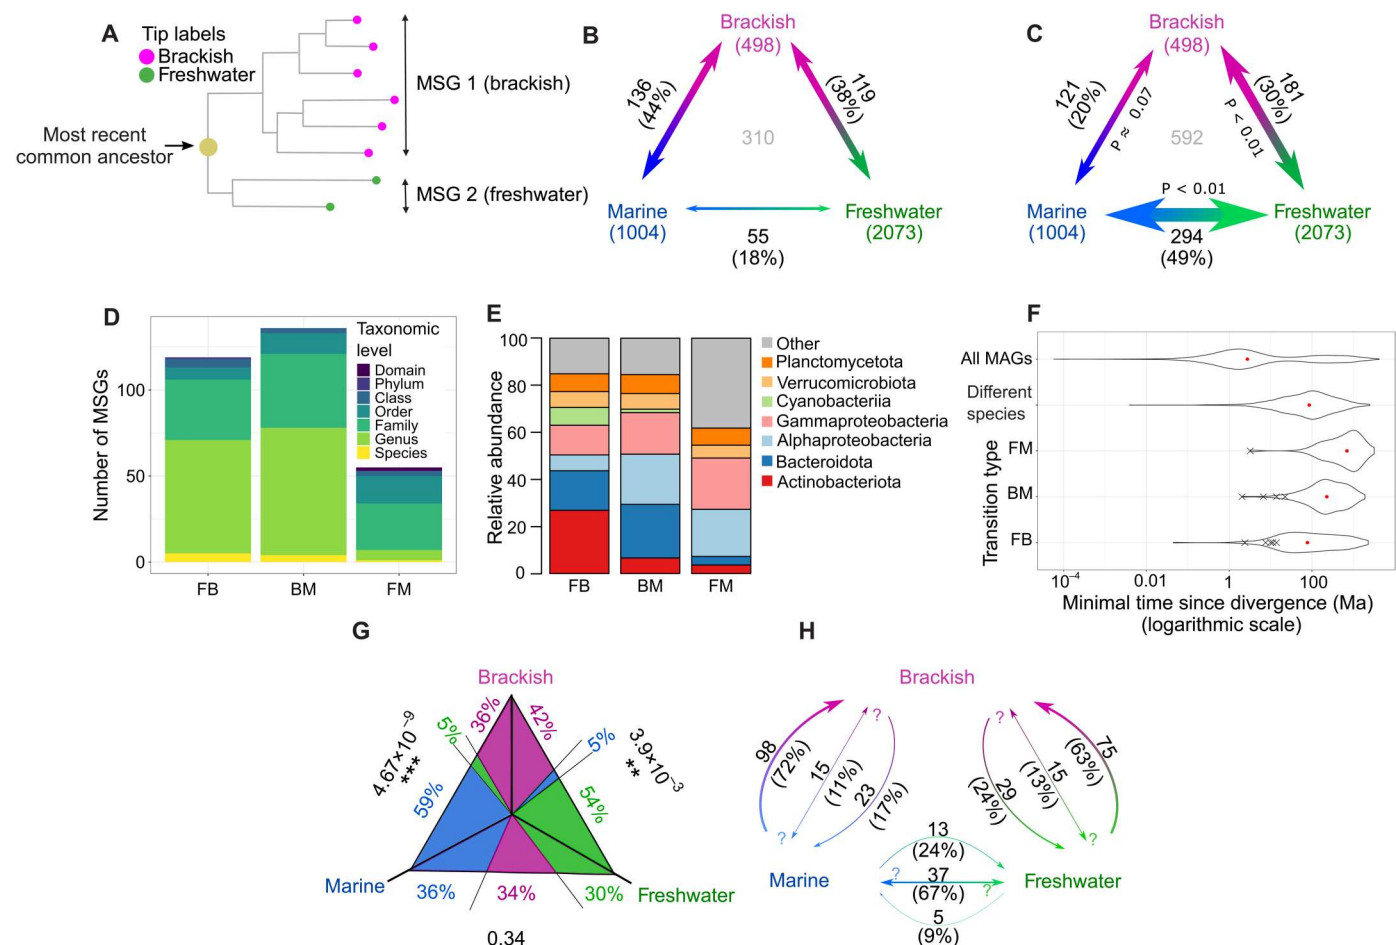 A
Tip labels
Brackish
Freshwater
MSG 1 (brackish)
Most recent
common ancestor
MSG 2 (freshwater)
B
Brackish
(498)
136
(44%)
119
(38%)
310
Marine
(1004)
Freshwater
(2073)
55
(18%)
C
Brackish
(498)
121
(20%)
P ≈ 0.07
181
(30%)
P < 0.01
592
P < 0.01
Marine
(1004)
Freshwater
(2073)
294
(49%)
D
Number of MSGs
100
50
0
FB
BM
FM
Taxonomic
level
Domain
Phylum
Class
Order
Family
Genus
Species
E
Relative abundance
100
80
60
40
20
0
FB
BM
FM
Other
Planctomycetota
Verrucomicrobiota
Cyanobacteriia
Gammaproteobacteria
Alphaproteobacteria
Bacteroidota
Actinobacteriota
F
Transition type
All MAGs
Different
species
FM
BM
FB
10⁻⁴
0.01
1
100
Minimal time since divergence (Ma)
(logarithmic scale)
G
Brackish
4.67×10⁻⁹
***
5%
36%
42%
5%
3.9×10⁻³
**
59%
54%
Marine
36%
34%
30%
Freshwater
0.34
H
Brackish
98
(72%)
?
15
(11%)
?
23
(17%)
?
29
(24%)
15
(13%)
?
75
(63%)
Marine
Freshwater
13
(24%)
?
37
(67%)
?
5
(9%)